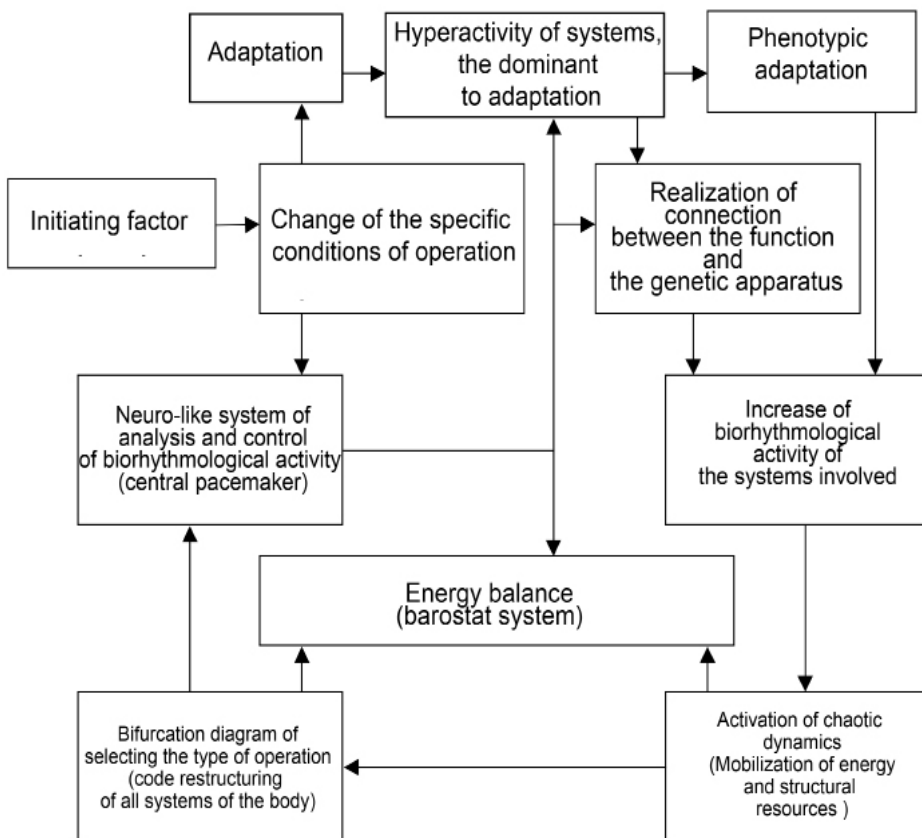 Adaptation
Hyperactivity of systems,
the dominant
to adaptation
Phenotypic
adaptation
Initiating factor
Change of the specific
conditions of operation
Realization of
connection
between the function
and
the genetic apparatus
Neuro-like system of
analysis and control
of biorhythmological activity
(central pacemaker)
Increase of
biorhythmological
activity of
the systems involved
Energy balance
(barostat system)
Bifurcation diagram of
selecting the type of operation
(code restructuring
of all systems of the body)
Activation of chaotic
dynamics
(Mobilization of energy
and structural
resources )